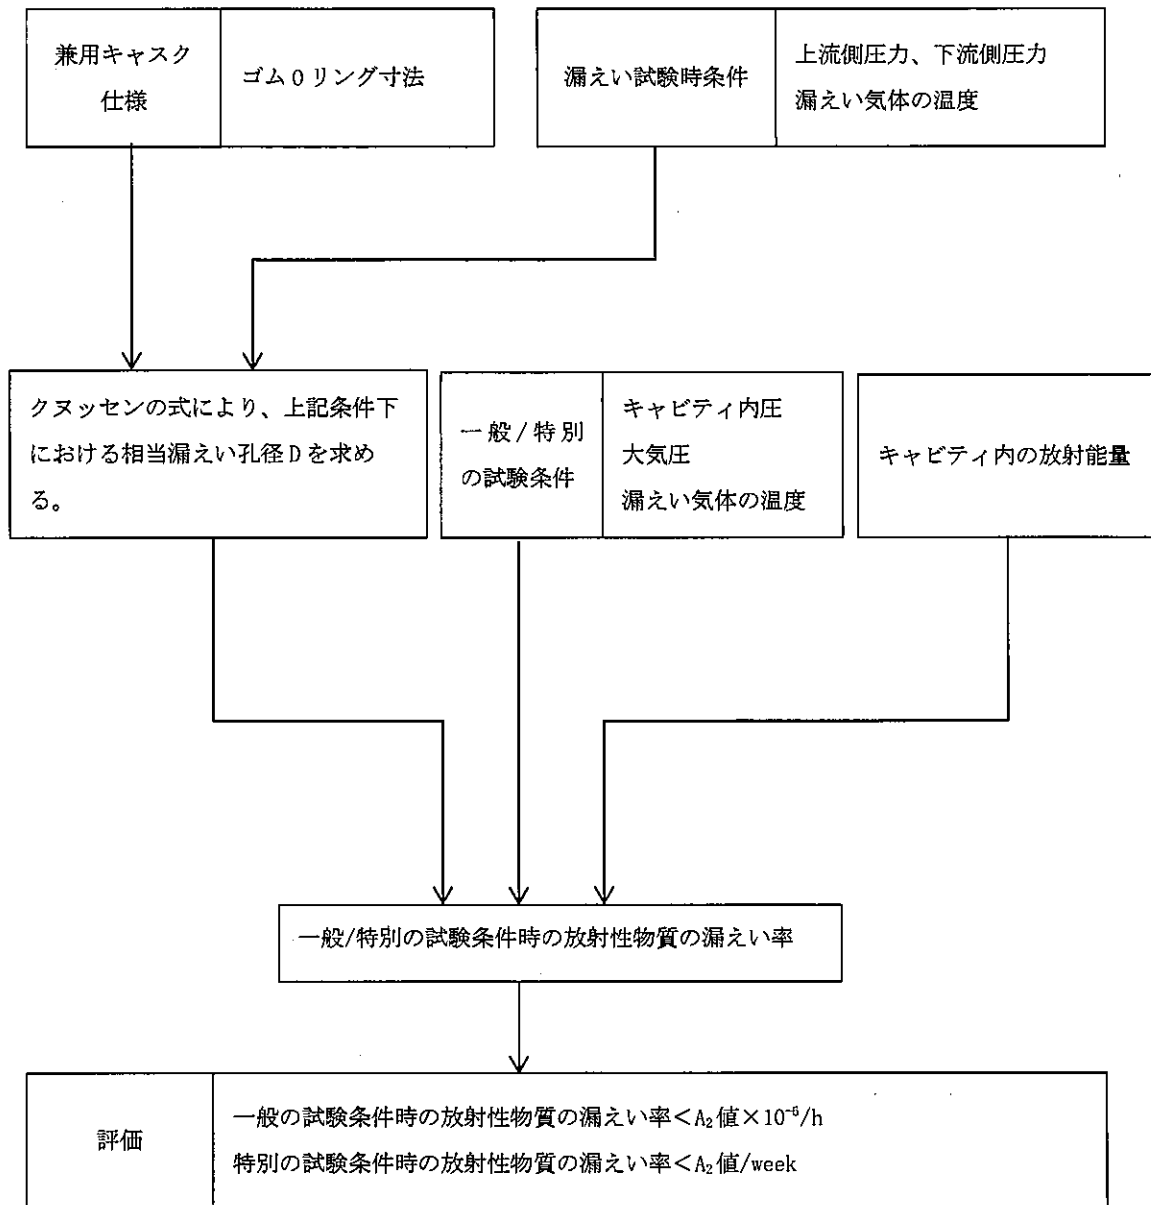 兼用キャスク
仕様
ゴムOリング寸法
漏えい試験時条件
上流側圧力、下流側圧力
漏えい気体の温度
クヌッセンの式により、上記条件下
における相当漏えい孔径Dを求め
る。
一般/特別
の試験条件
キャビティ内圧
大気圧
漏えい気体の温度
キャビティ内の放射能量
一般/特別の試験条件時の放射性物質の漏えい率
評価
一般の試験条件時の放射性物質の漏えい率<A₂値×10⁻⁶/h
特別の試験条件時の放射性物質の漏えい率<A₂値/week